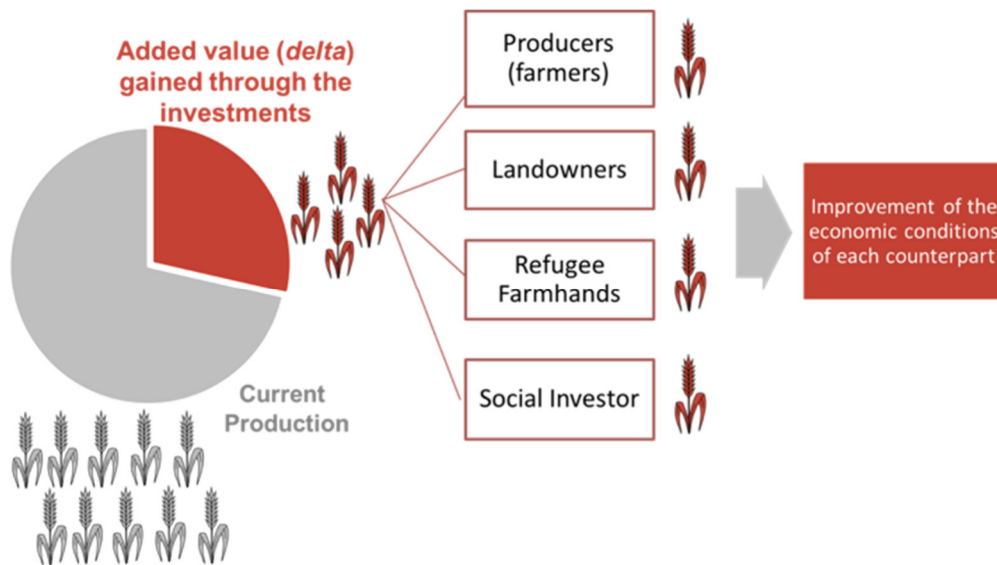 Added value (delta)
gained through the
investments
Current
Production
Producers
(farmers)
Landowners
Refugee
Farmhands
Social Investor
Improvement of the
economic conditions
of each counterpart